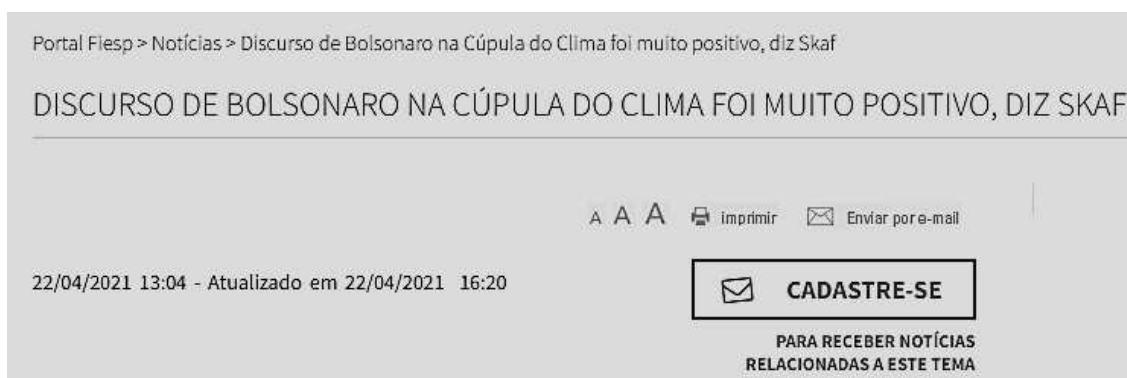 Portal Fiesp > Notícias > Discurso de Bolsonaro na Cúpula do Clima foi muito positivo, diz Skaf
DISCURSO DE BOLSONARO NA CÚPULA DO CLIMA FOI MUITO POSITIVO, DIZ SKAF
A A A imprimir Enviar por e-mail
22/04/2021 13:04 - Atualizado em 22/04/2021 16:20
CADASTRE-SE
PARA RECEBER NOTÍCIAS
RELACIONADAS A ESTE TEMA